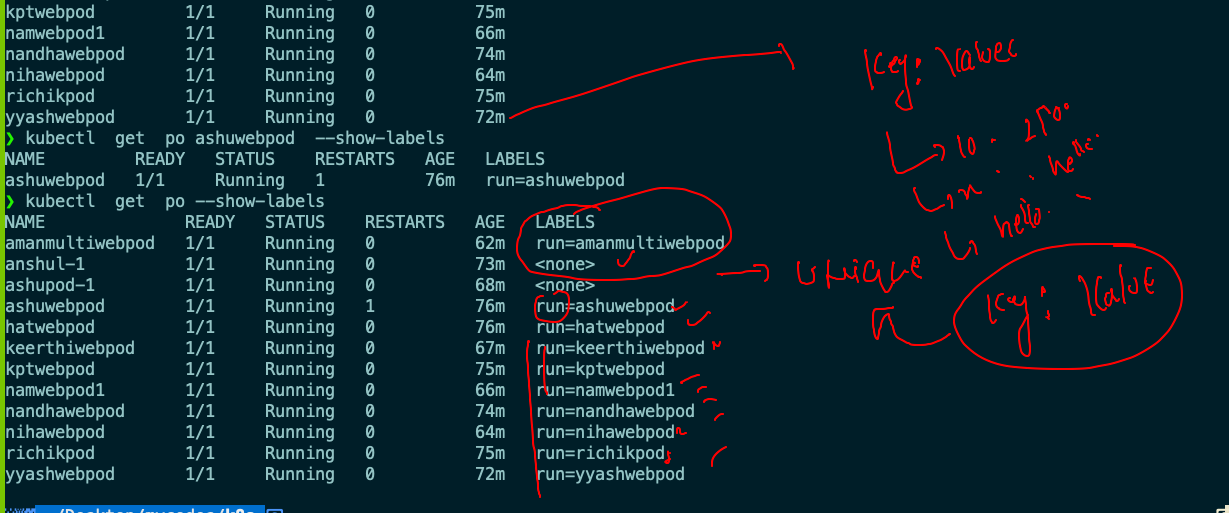 kptwebpod 1/1 Running 0 75m
namwebpod1 1/1 Running 0 66m
nandhawebpod 1/1 Running 0 74m
nihawebpod 1/1 Running 0 64m
richikpod 1/1 Running 0 75m
yyashwebpod 1/1 Running 0 72m
❯ kubectl get po ashuwebpod --show-labels
NAME READY STATUS RESTARTS AGE LABELS
ashuwebpod 1/1 Running 1 76m run=ashuwebpod
❯ kubectl get po --show-labels
NAME READY STATUS RESTARTS AGE LABELS
amanmultiwebpod 1/1 Running 0 62m run=amanmultiwebpod
anshul-1 1/1 Running 0 73m <none>
ashupod-1 1/1 Running 0 68m <none>
ashuwebpod 1/1 Running 1 76m run=ashuwebpod
hatwebpod 1/1 Running 0 76m run=hatwebpod
keerthiwebpod 1/1 Running 0 67m run=keerthiwebpod
kptwebpod 1/1 Running 0 75m run=kptwebpod
namwebpod1 1/1 Running 0 66m run=namwebpod1
nandhawebpod 1/1 Running 0 74m run=nandhawebpod
nihawebpod 1/1 Running 0 64m run=nihawebpod
richikpod 1/1 Running 0 75m run=richikpod
yyashwebpod 1/1 Running 0 72m run=yyashwebpod
Key: Values
10
hello
hello
unique
Key: Value